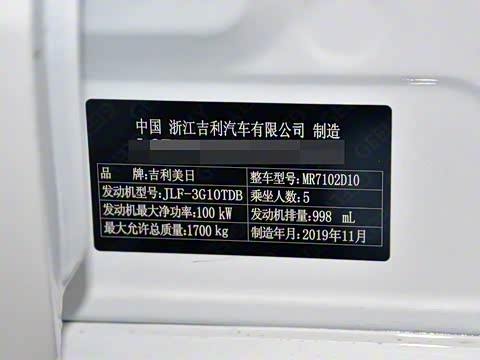 中国 浙江吉利汽车有限公司 制造
品 牌:吉利美日 整车型号:MR7102D10
发动机型号:JLF-3G10TDB 乘坐人数:5
发动机最大净功率:100 kW 发动机排量:998 mL
最大允许总质量:1700 kg 制造年月:2019年11月